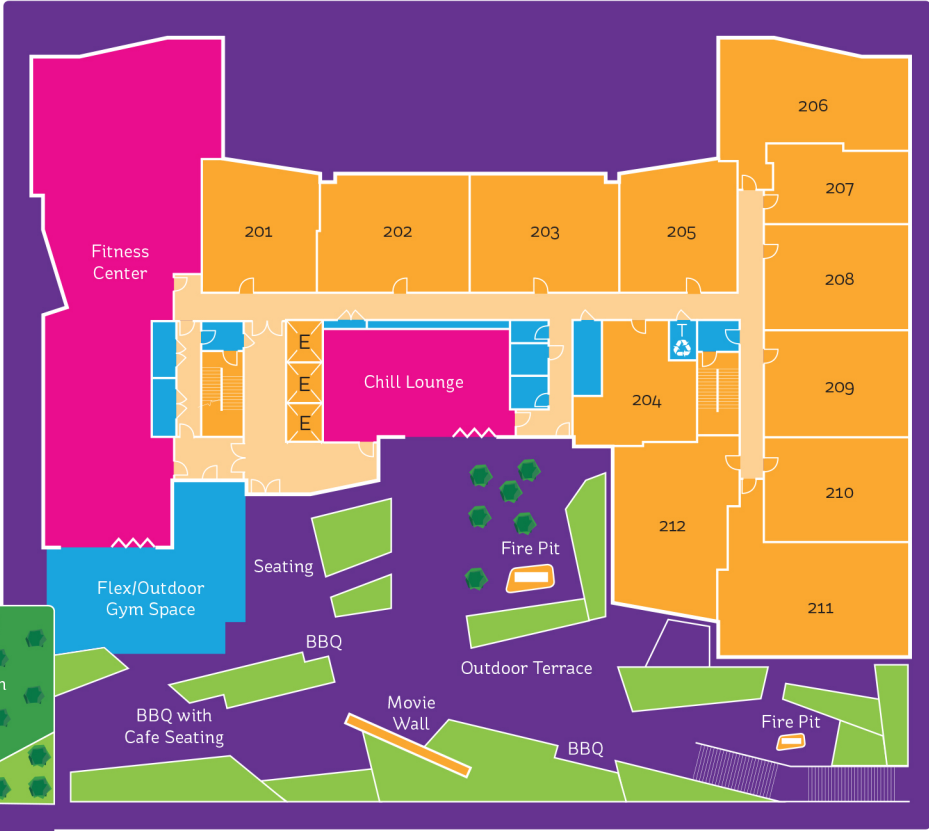 206
207
201
202
203
205
Fitness
Center
208
E
E
E
Chill Lounge
T
204
209
210
212
Fire Pit
Seating
Flex/Outdoor
Gym Space
211
BBQ
Outdoor Terrace
BBQ with
Cafe Seating
Movie
Wall
Fire Pit
BBQ